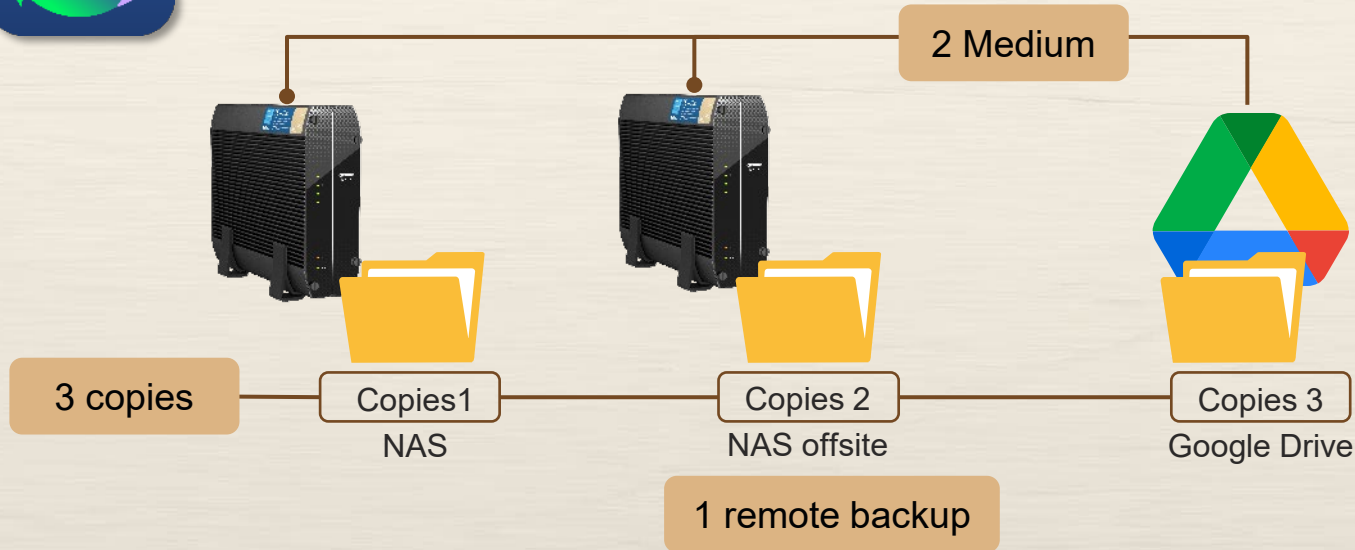 2 Medium
3 copies
Copies1
Copies 2
Copies 3
NAS
NAS offsite
Google Drive
1 remote backup